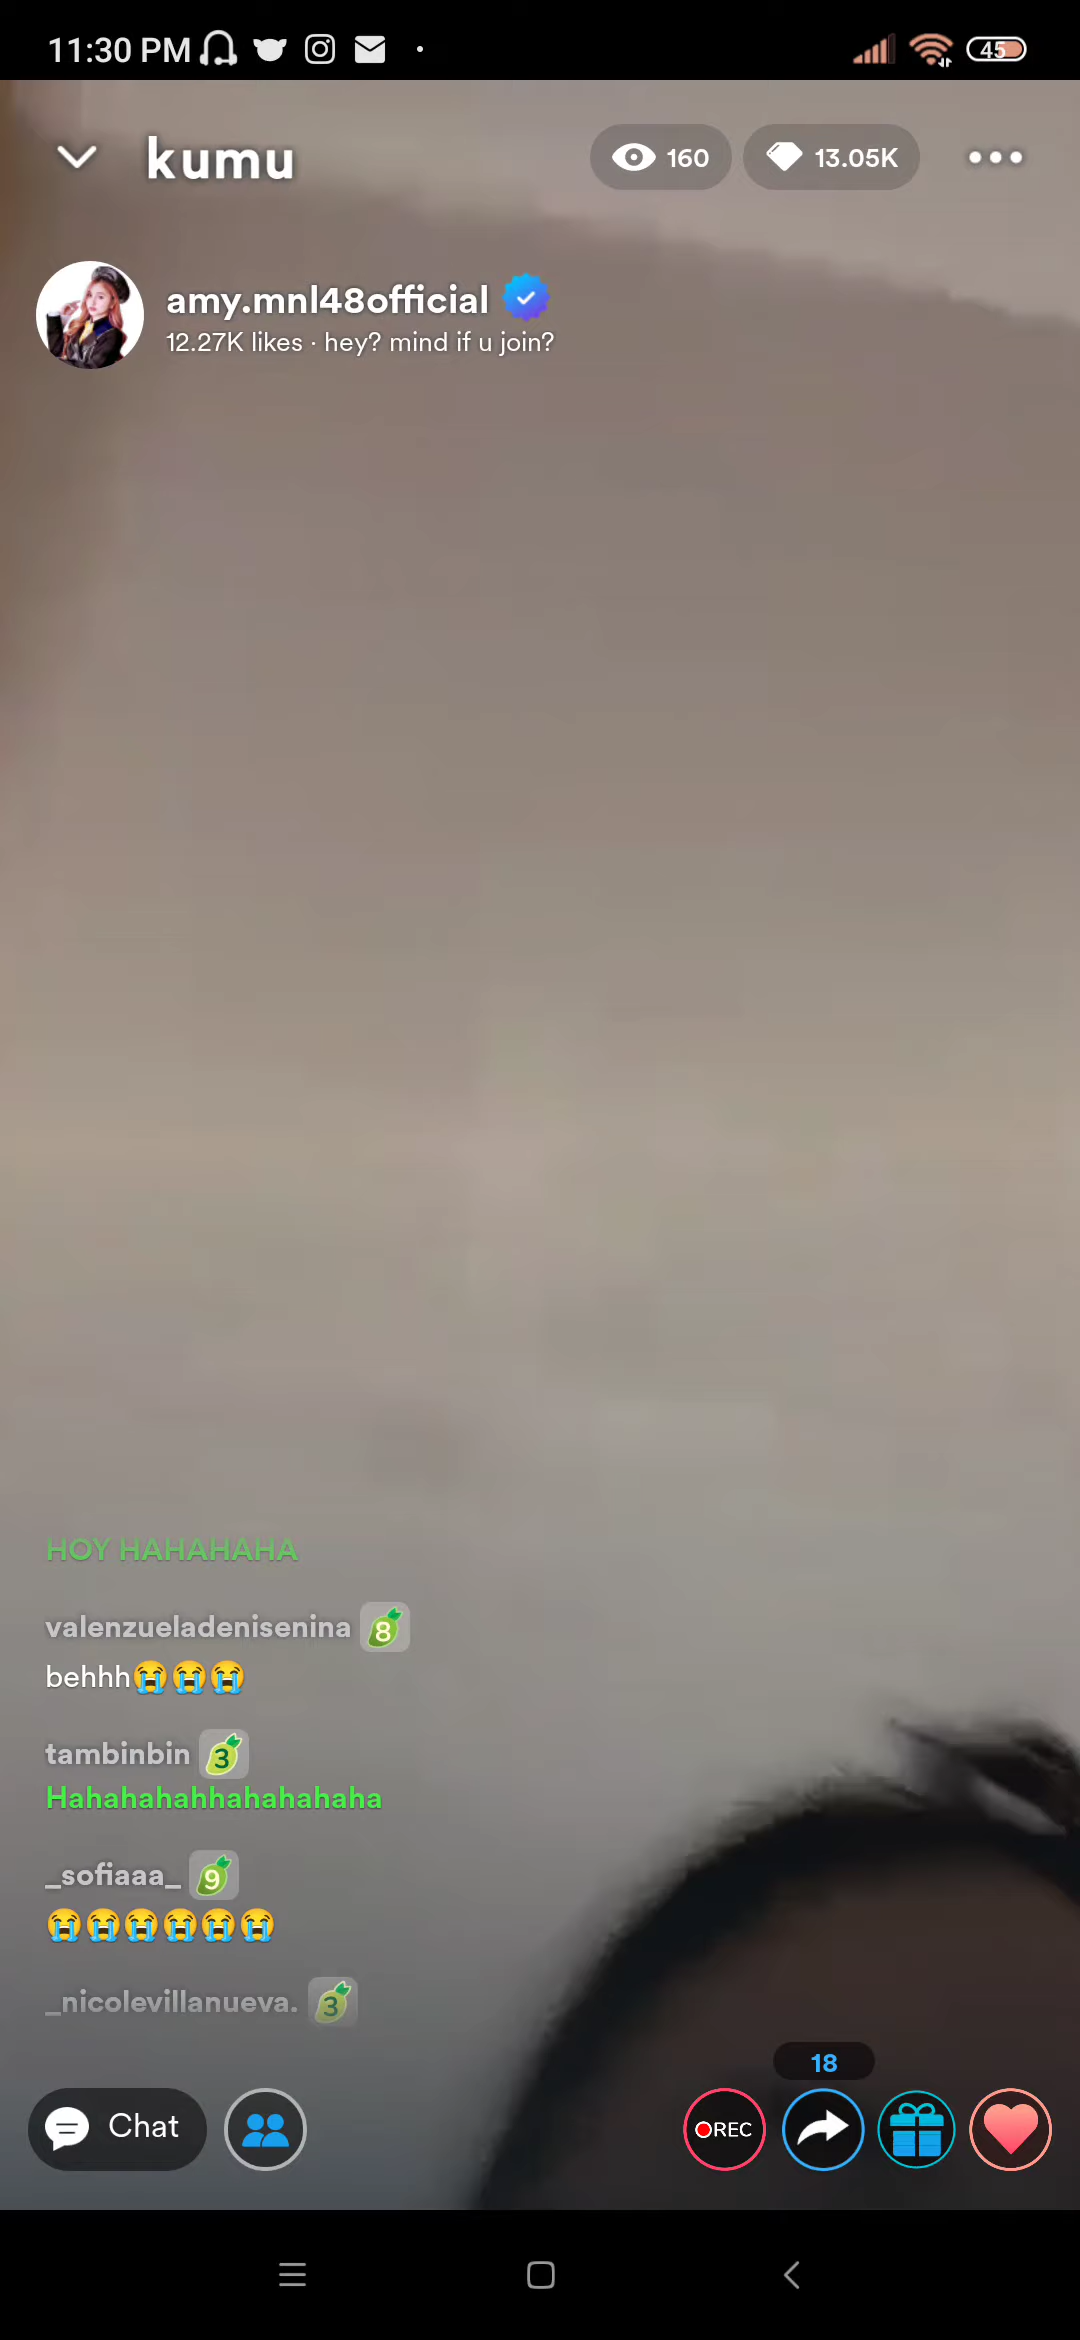 11:30 PM
45
kumu
160
13.05K
amy.mnl48official
12.27K likes · hey? mind if u join?
HOY HAHAHAHA
valenzueladenisenina 8
behhh😭😭😭
tambinbin 3
Hahahahahhahahahaha
_sofiaaa_ 9
😭😭😭😭😭😭
_nicolevillanueva. 3
18
Chat
REC